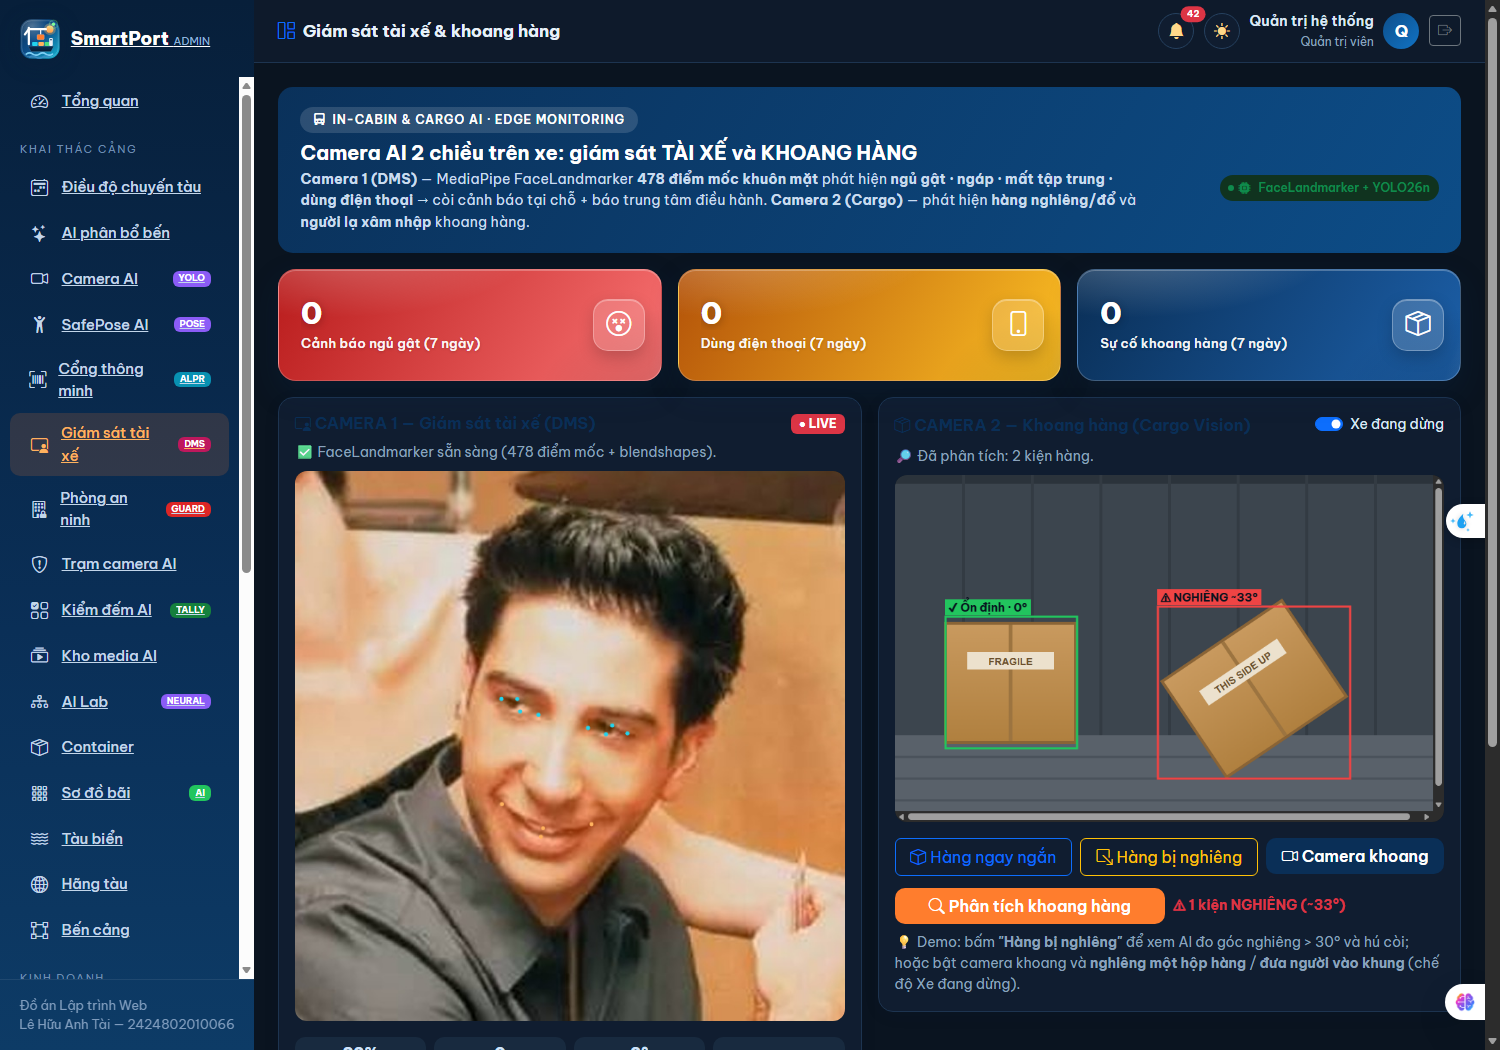 SmartPort ADMIN
Giám sát tài xế & khoang hàng
42
Quản trị hệ thống
Quản trị viên
Q
Tổng quan
KHAI THÁC CẢNG
Điều độ chuyến tàu
AI phân bổ bến
Camera AI YOLO
SafePose AI POSE
Cổng thông
minh
ALPR
Giám sát tài
xế
DMS
Phòng an
ninh
GUARD
Trạm camera AI
Kiểm đếm AI TALLY
Kho media AI
AI Lab NEURAL
Container
Sơ đồ bãi AI
Tàu biển
Hãng tàu
Bến cảng
KINH DOANH
Đồ án Lập trình Web
Lê Hữu Anh Tài — 2424802010066
IN-CABIN & CARGO AI · EDGE MONITORING
Camera AI 2 chiều trên xe: giám sát TÀI XẾ và KHOANG HÀNG
Camera 1 (DMS) — MediaPipe FaceLandmarker 478 điểm mốc khuôn mặt phát hiện ngủ gật · ngáp · mất tập trung ·
dùng điện thoại → còi cảnh báo tại chỗ + báo trung tâm điều hành. Camera 2 (Cargo) — phát hiện hàng nghiêng/đổ và
người lạ xâm nhập khoang hàng.
FaceLandmarker + YOLO26n
0
Cảnh báo ngủ gật (7 ngày)
0
Dùng điện thoại (7 ngày)
0
Sự cố khoang hàng (7 ngày)
CAMERA 1 — Giám sát tài xế (DMS)
LIVE
✅ FaceLandmarker sẵn sàng (478 điểm mốc + blendshapes).
CAMERA 2 — Khoang hàng (Cargo Vision)
Xe đang dừng
🔎 Đã phân tích: 2 kiện hàng.
✓ Ổn định · 0°
FRAGILE
⚠ NGHIÊNG -33°
THIS SIDE UP
Hàng ngay ngắn
Hàng bị nghiêng
Camera khoang
Phân tích khoang hàng
⚠ 1 kiện NGHIÊNG (-33°)
💡 Demo: bấm "Hàng bị nghiêng" để xem AI đo góc nghiêng > 30° và hú còi;
hoặc bật camera khoang và nghiêng một hộp hàng / đưa người vào khung (chế
độ Xe đang dừng).